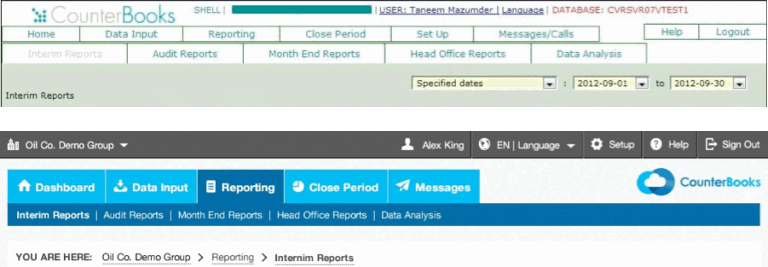 CounterBooks SHELL | | USER: Taneem Mazumder | Language | DATABASE: CVRSVR07VTEST1
Home Data Input Reporting Close Period Set Up Messages/Calls Help Logout
Interim Reports Audit Reports Month End Reports Head Office Reports Data Analysis
Specified dates : 2012-09-01 to 2012-09-30
Interim Reports
Oil Co. Demo Group Alex King EN | Language Setup Help Sign Out
Dashboard Data Input Reporting Close Period Messages CounterBooks
Interim Reports | Audit Reports | Month End Reports | Head Office Reports | Data Analysis
YOU ARE HERE: Oil Co. Demo Group > Reporting > Internim Reports